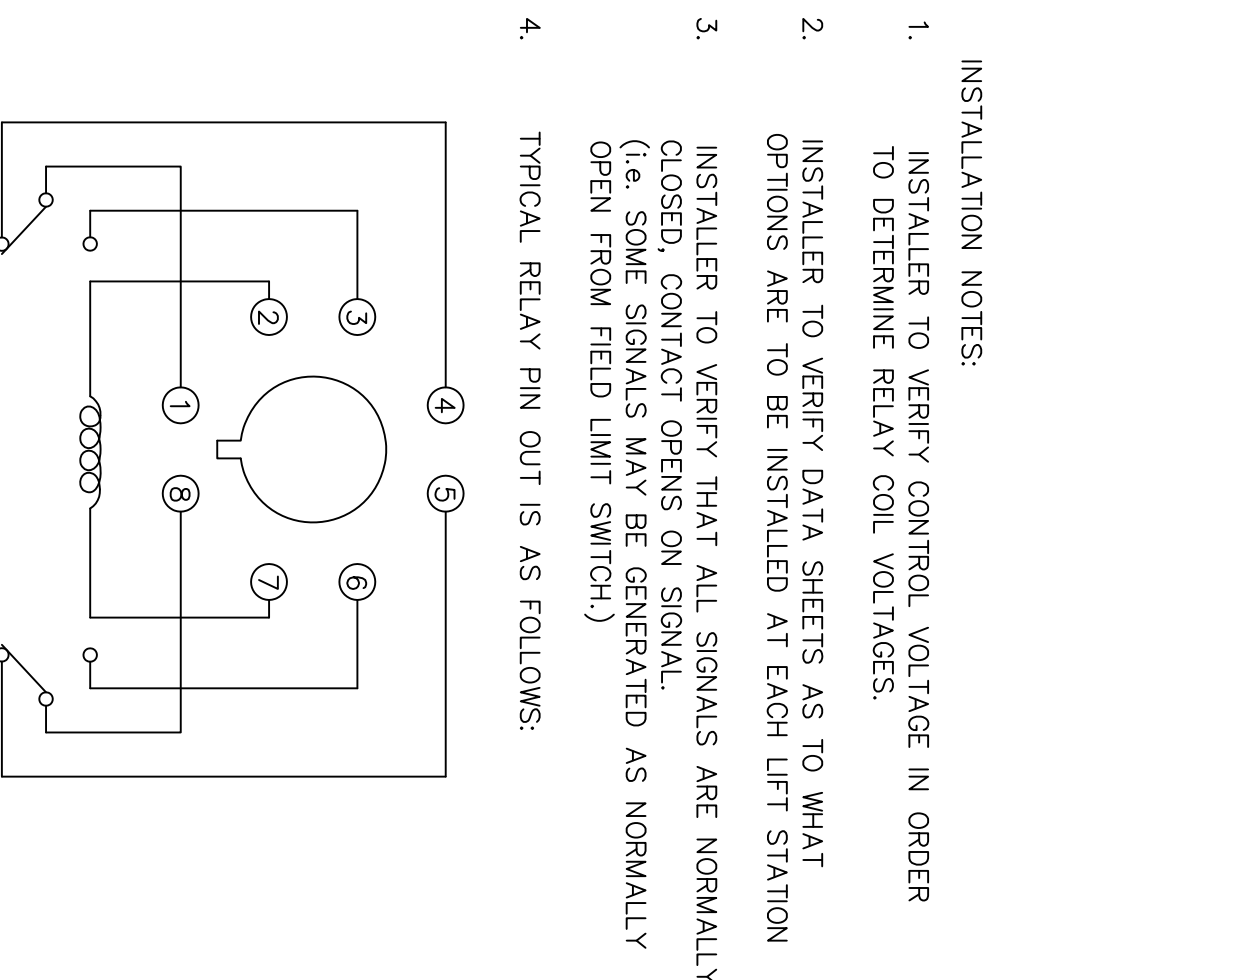 INSTALLATION NOTES:
1. INSTALLER TO VERIFY CONTROL VOLTAGE IN ORDER
TO DETERMINE RELAY COIL VOLTAGES.
2. INSTALLER TO VERIFY DATA SHEETS AS TO WHAT
OPTIONS ARE TO BE INSTALLED AT EACH LIFT STATION
3. INSTALLER TO VERIFY THAT ALL SIGNALS ARE NORMALLY
CLOSED, CONTACT OPENS ON SIGNAL.
(i.e. SOME SIGNALS MAY BE GENERATED AS NORMALLY
OPEN FROM FIELD LIMIT SWITCH.)
4. TYPICAL RELAY PIN OUT IS AS FOLLOWS:
4 5
3 6
2 7
1 8